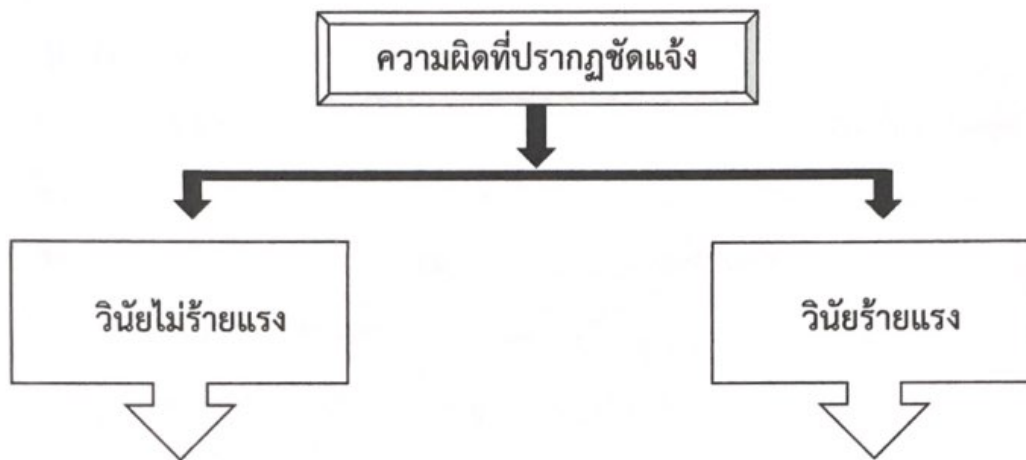 ความผิดที่ปรากฏชัดแจ้ง
วินัยไม่ร้ายแรง
วินัยร้ายแรง